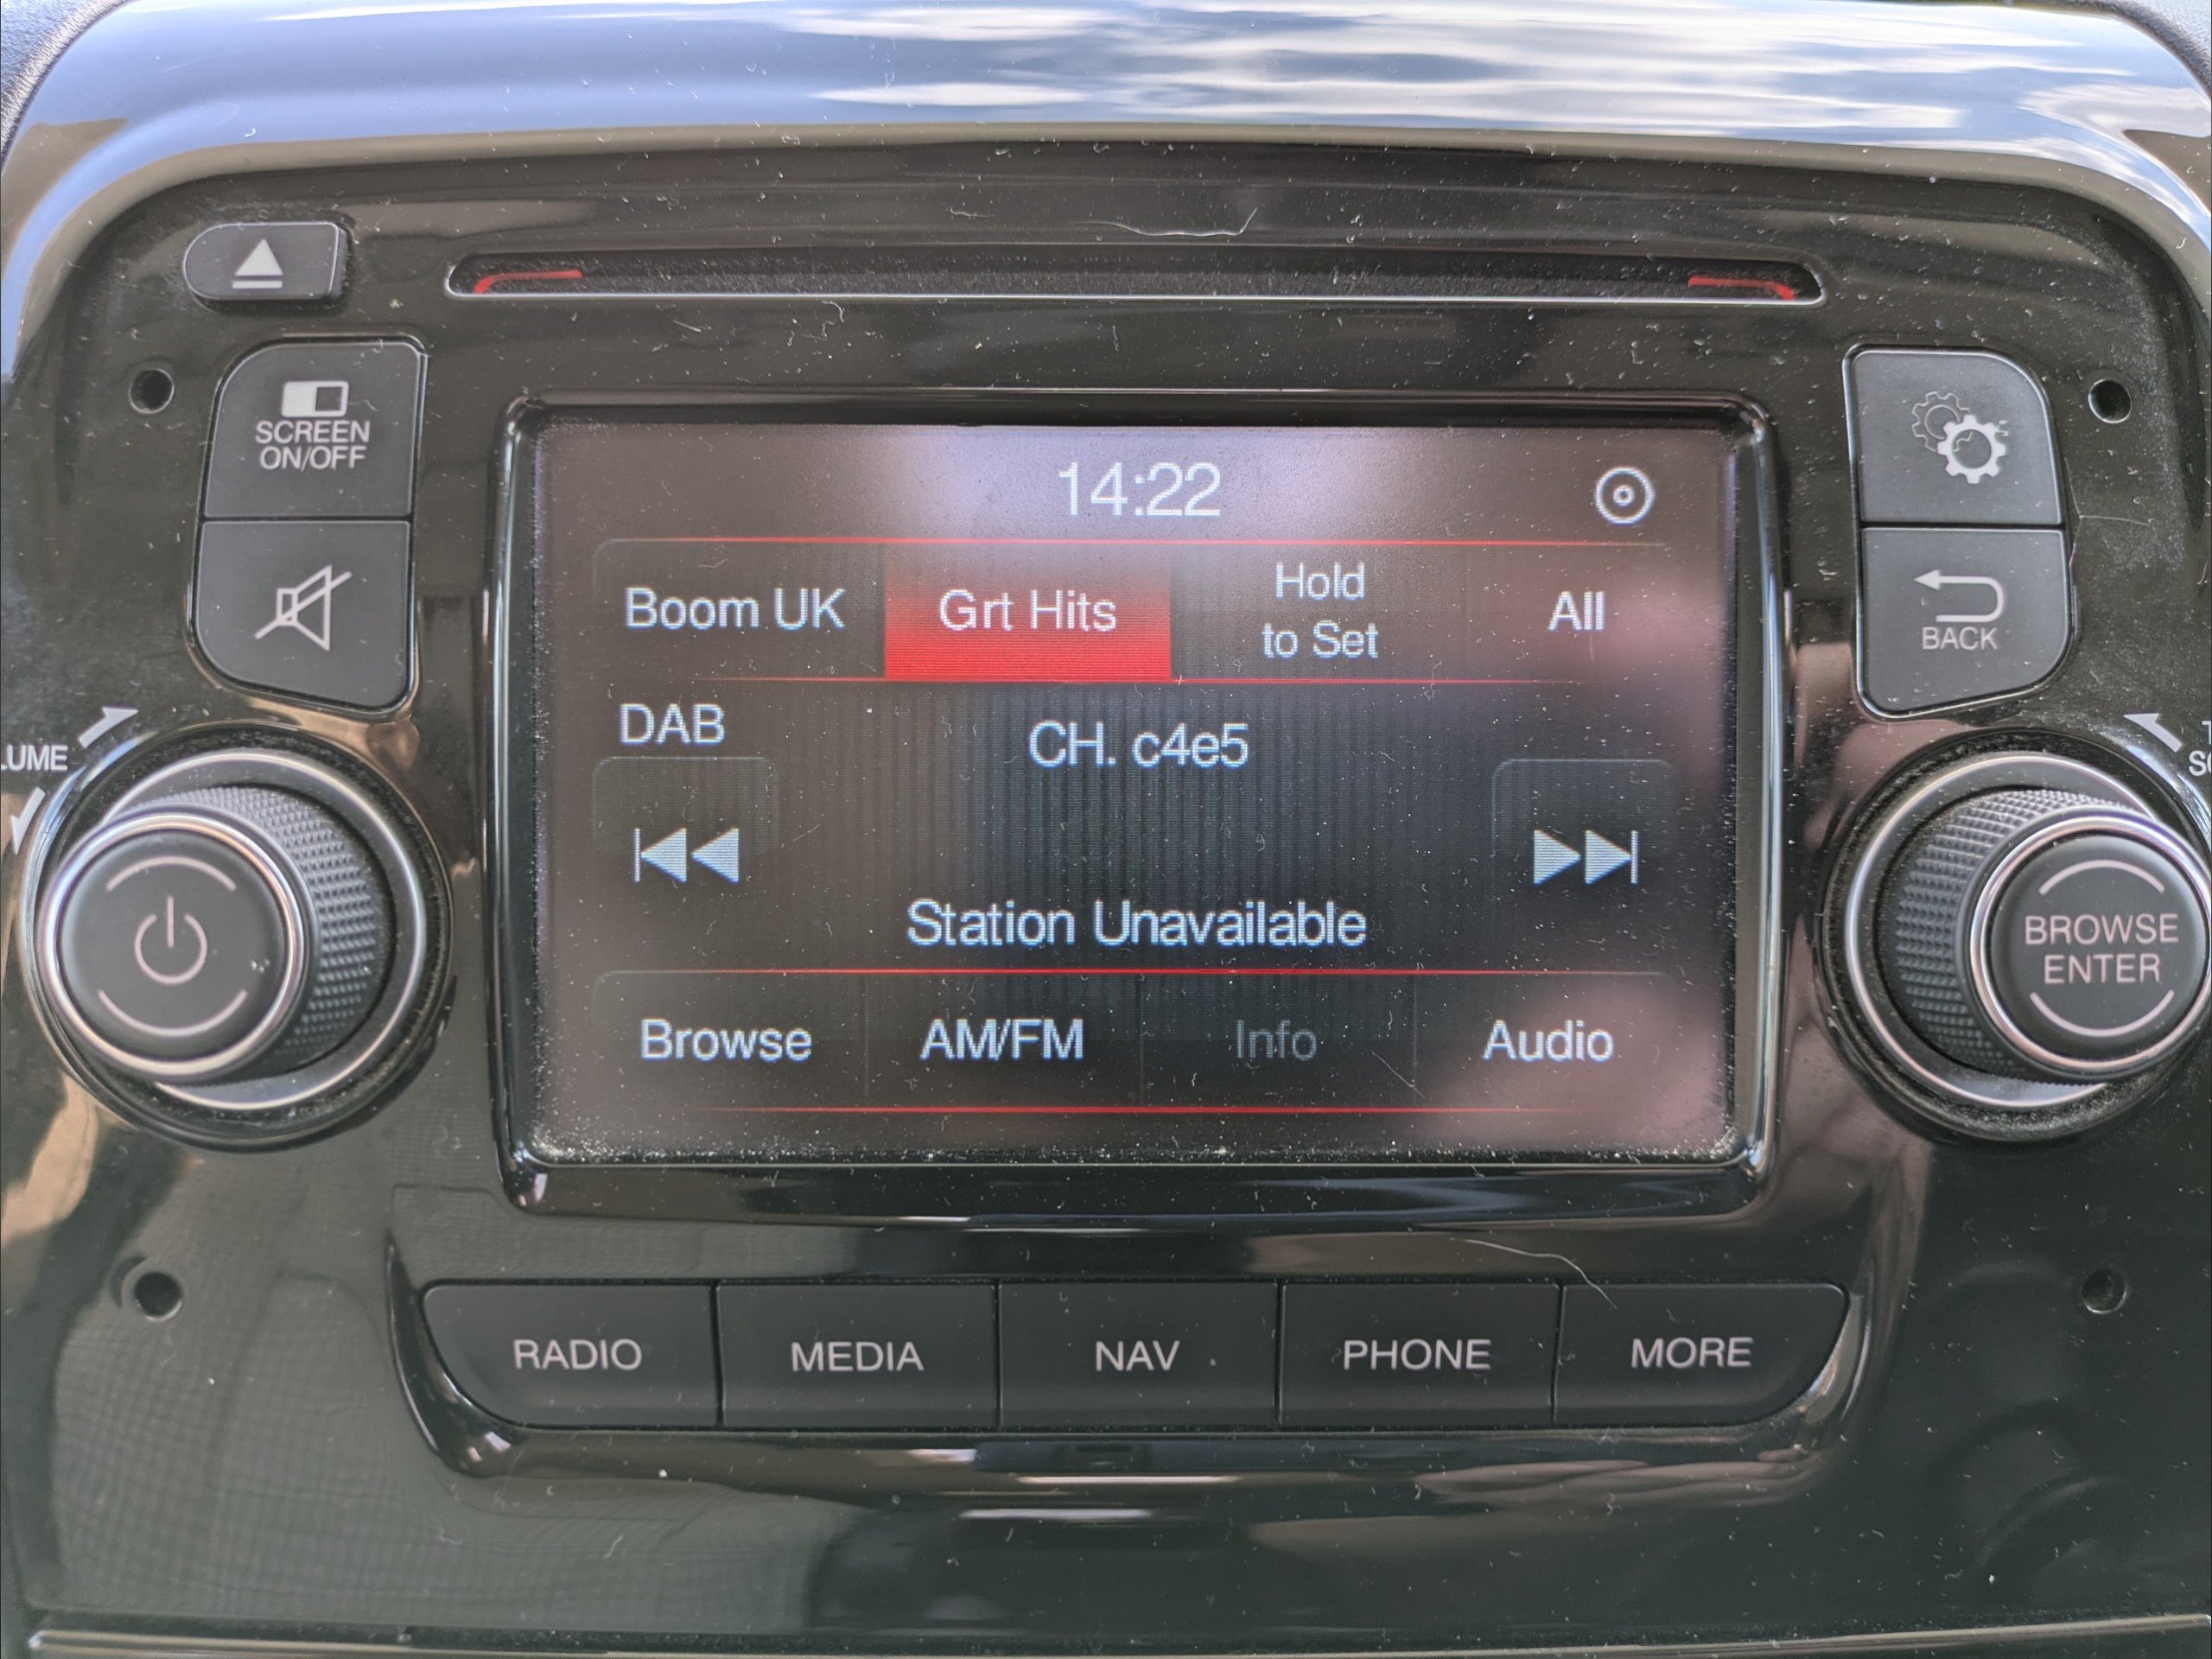 SCREEN
ON/OFF
14:22
Boom UK
Grt Hits
Hold
to Set
All
DAB
CH. c4e5
Station Unavailable
Browse
AM/FM
Info
Audio
BACK
LUME
BROWSE
ENTER
RADIO
MEDIA
NAV
PHONE
MORE